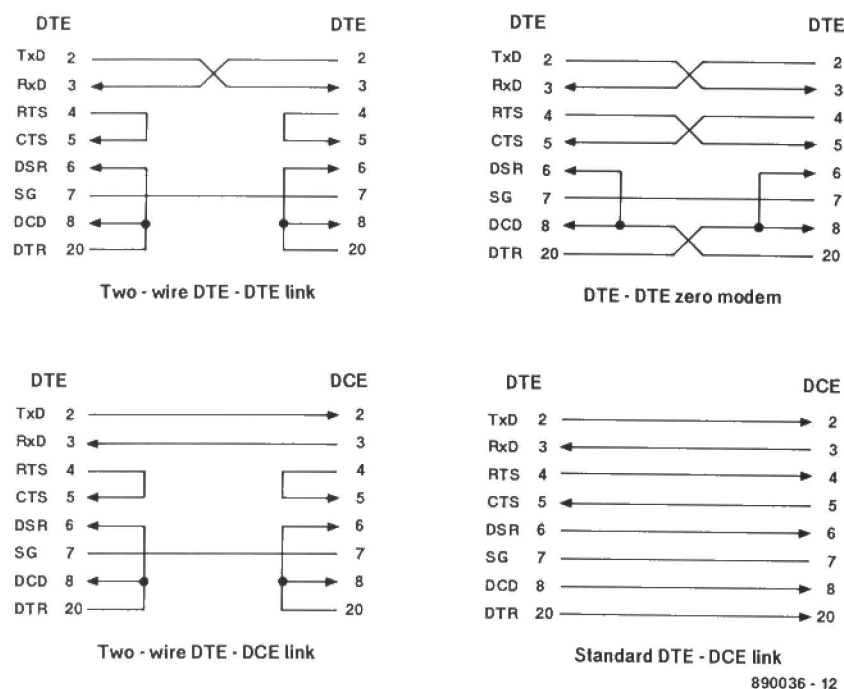 DTE DTE
TxD 2 2
RxD 3 3
RTS 4 4
CTS 5 5
DSR 6 6
SG 7 7
DCD 8 8
DTR 20 20
Two - wire DTE - DTE link
DTE DTE
TxD 2 2
RxD 3 3
RTS 4 4
CTS 5 5
DSR 6 6
SG 7 7
DCD 8 8
DTR 20 20
DTE - DTE zero modem
DTE DCE
TxD 2 2
RxD 3 3
RTS 4 4
CTS 5 5
DSR 6 6
SG 7 7
DCD 8 8
DTR 20 20
Two - wire DTE - DCE link
DTE DCE
TxD 2 2
RxD 3 3
RTS 4 4
CTS 5 5
DSR 6 6
SG 7 7
DCD 8 8
DTR 20 20
Standard DTE - DCE link
890036 - 12